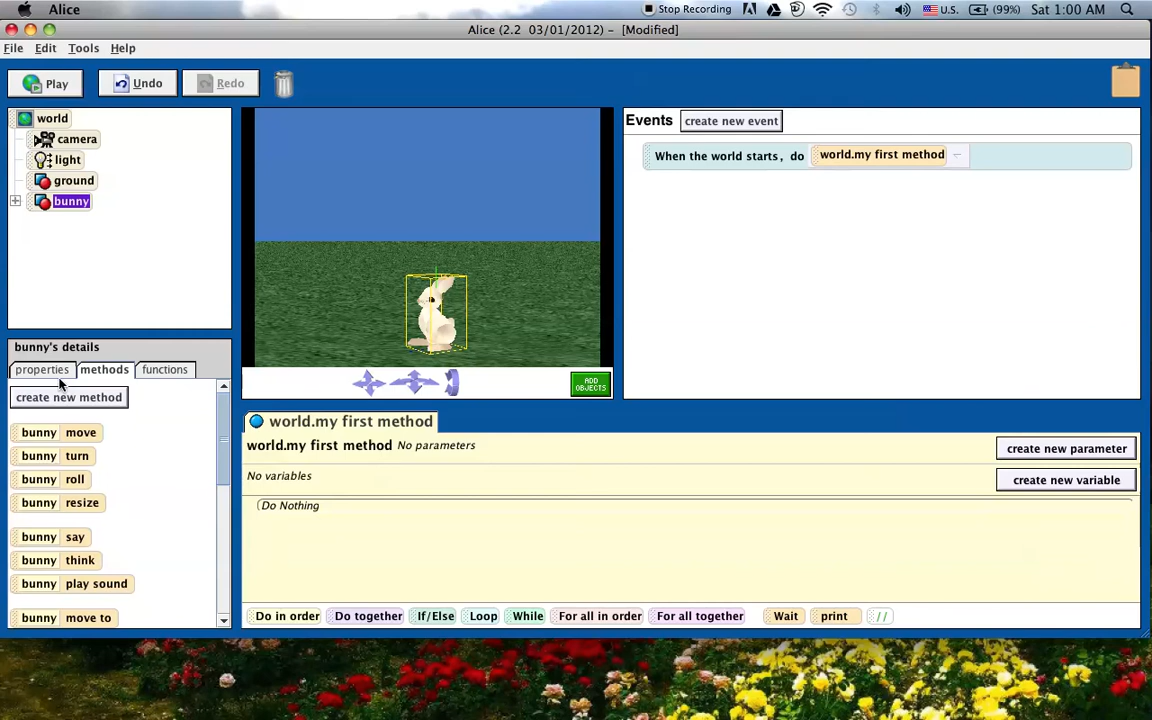 Alice
Stop Recording
U.S.
(99%)
Sat 1:00 AM
Alice (2.2  03/01/2012) –  [Modified]
File Edit Tools Help
Play Undo Redo
world
camera
light
ground
bunny
Events create new event
When the world starts, do world.my first method
ADD OBJECTS
bunny's details
properties methods functions
create new method
bunny move
bunny turn
bunny roll
bunny resize
bunny say
bunny think
bunny play sound
bunny move to
world.my first method
world.my first method No parameters
create new parameter
No variables
create new variable
(Do Nothing
Do in order Do together If/Else Loop While For all in order For all together Wait print //